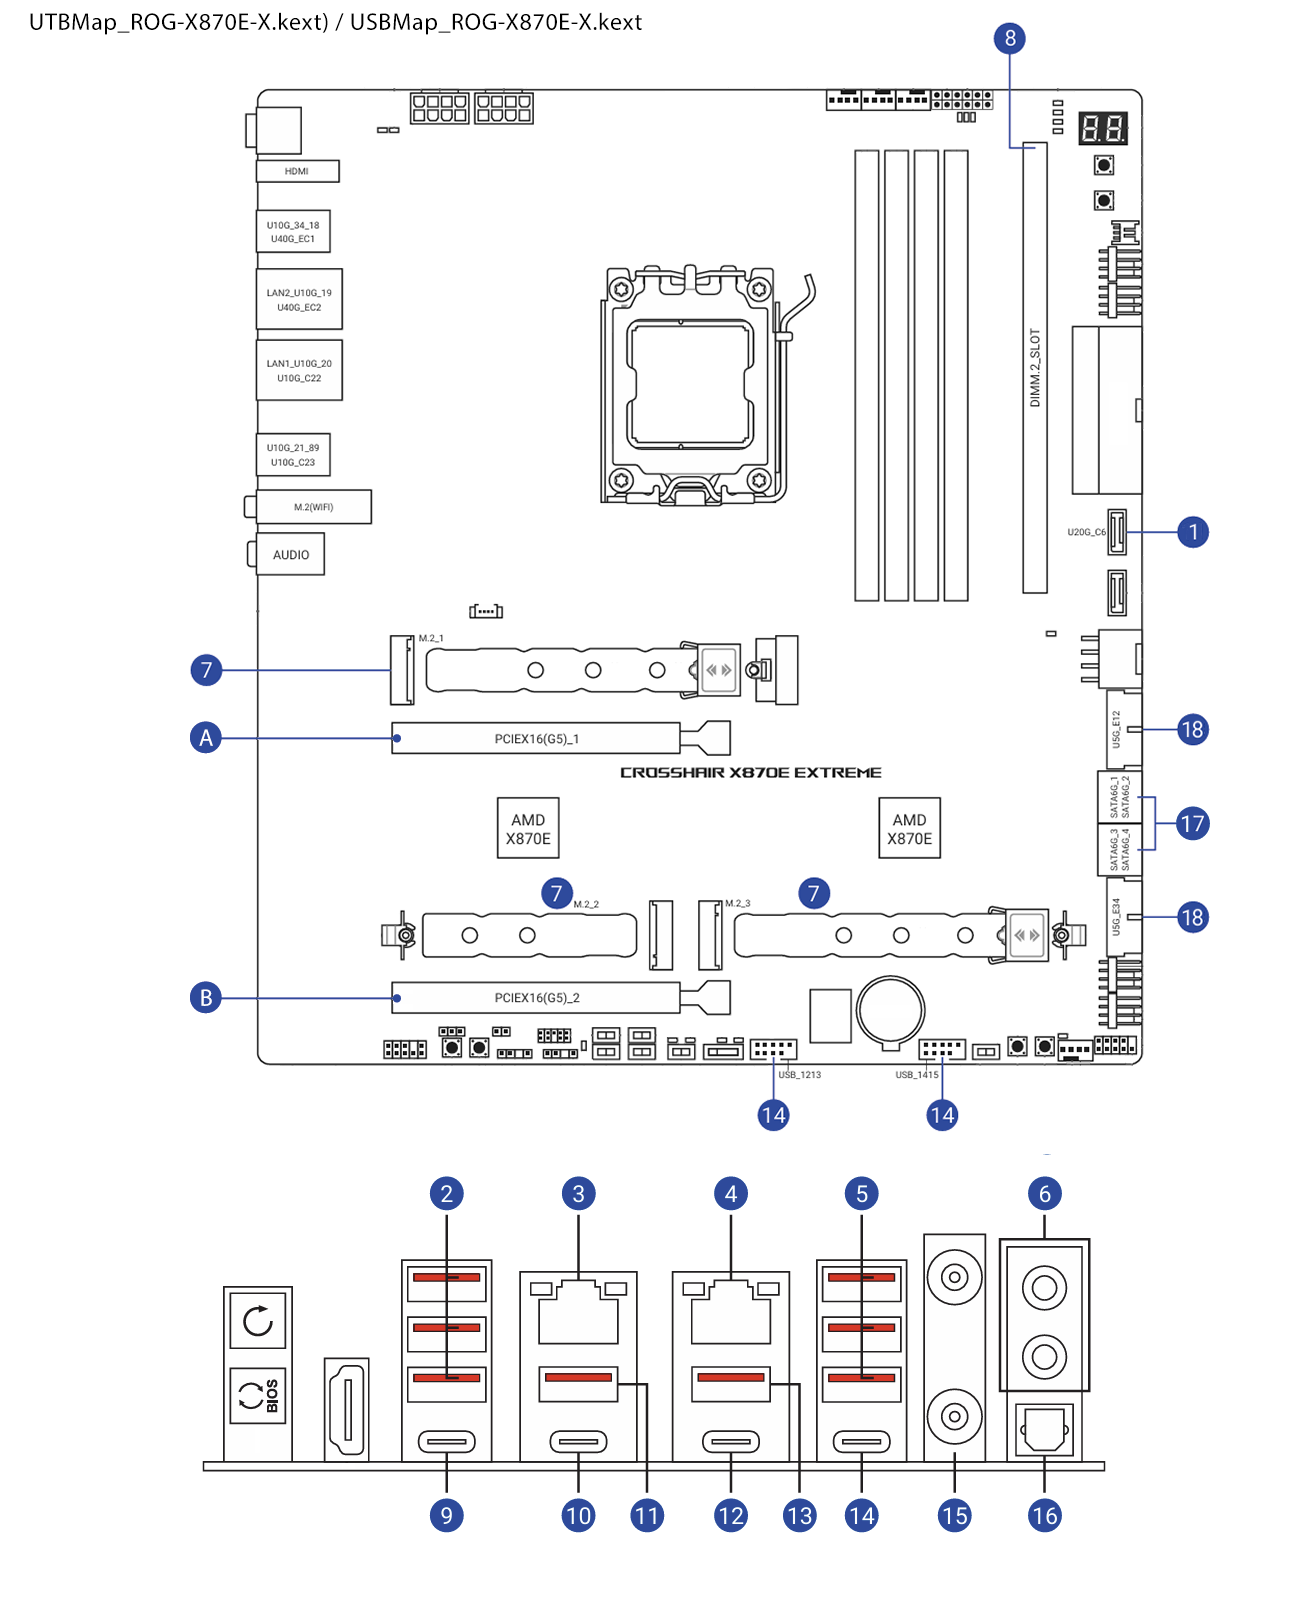 UTBMap_ROG-X870E-X.kext) / USBMap_ROG-X870E-X.kext
8
88
HDMI
U10G_34_18
U40G_EC1
LAN2_U10G_19
U40G_EC2
LAN1_U10G_20
U10G_C22
U10G_21_89
U10G_C23
M.2(WIFI)
AUDIO
DIMM.2_SLOT
U20G_C6
1
M.2_1
7
A
PCIEX16(G5)_1
CROSSHAIR X870E EXTREME
U5G_E12
18
AMD
X870E
AMD
X870E
SATA6G_1
SATA6G_2
17
SATA6G_3
SATA6G_4
7
M.2_2
M.2_3
7
U5G_E34
18
B
PCIEX16(G5)_2
USB_1213
USB_1415
14
14
2
3
4
5
6
BIOS
9
10
11
12
13
14
15
16